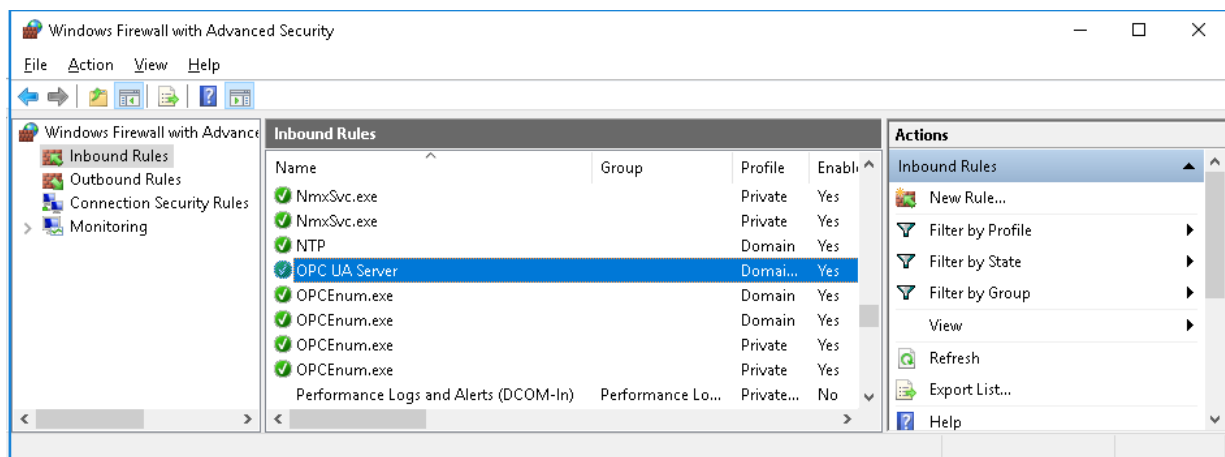 Windows Firewall with Advanced Security
File Action View Help
Windows Firewall with Advance
Inbound Rules
Outbound Rules
Connection Security Rules
Monitoring
Inbound Rules
Name Group Profile Enable
NmxSvc.exe Private Yes
NmxSvc.exe Private Yes
NTP Domain Yes
OPC UA Server Domai... Yes
OPCEnum.exe Domain Yes
OPCEnum.exe Domain Yes
OPCEnum.exe Private Yes
OPCEnum.exe Private Yes
Performance Logs and Alerts (DCOM-In) Performance Lo... Private... No
Actions
Inbound Rules
New Rule...
Filter by Profile
Filter by State
Filter by Group
View
Refresh
Export List...
Help